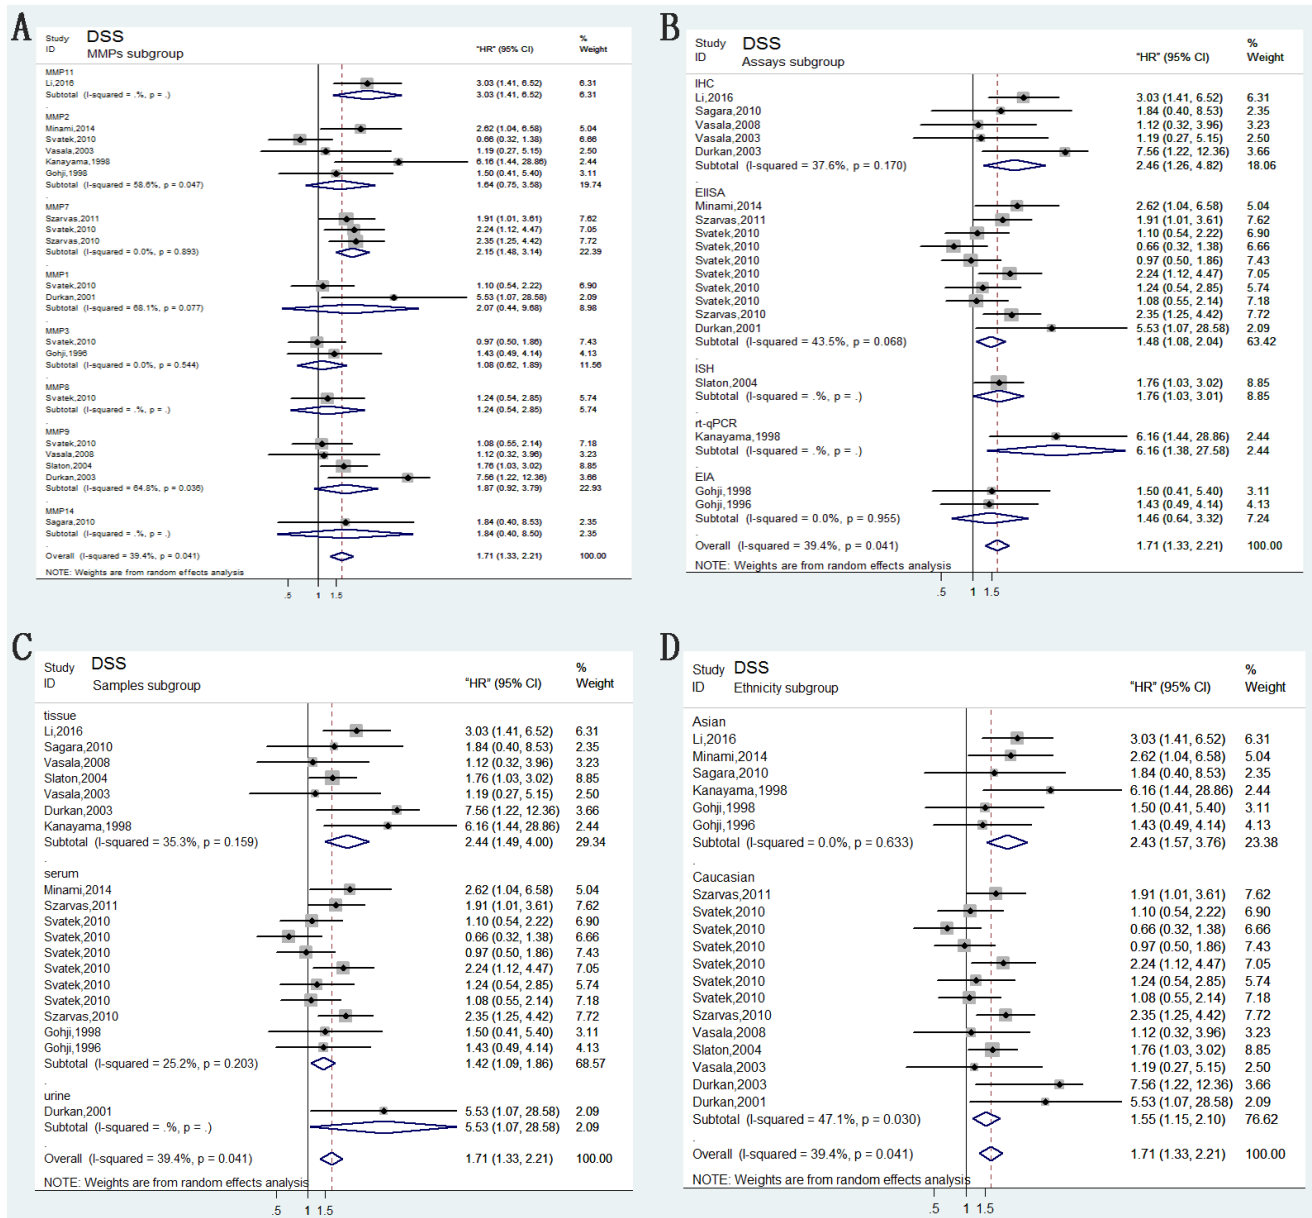 A
Study DSS %
ID MMPs subgroup "HR" (95% CI) Weight
MMP11
Li,2016 3.03 (1.41, 6.52) 6.31
Subtotal (I-squared = .%, p = .) 3.03 (1.41, 6.52) 6.31
.
MMP2
Minami,2014 2.62 (1.04, 6.58) 5.04
Svatek,2010 0.66 (0.32, 1.38) 6.66
Vasala,2003 1.19 (0.27, 5.15) 2.50
Kanayama,1998 6.16 (1.44, 28.86) 2.44
Gohji,1998 1.50 (0.41, 5.40) 3.11
Subtotal (I-squared = 58.6%, p = 0.047) 1.64 (0.75, 3.58) 19.74
.
MMP7
Szarvas,2011 1.91 (1.01, 3.61) 7.62
Svatek,2010 2.24 (1.12, 4.47) 7.05
Szarvas,2010 2.35 (1.25, 4.42) 7.72
Subtotal (I-squared = 0.0%, p = 0.893) 2.15 (1.48, 3.14) 22.39
.
MMP1
Svatek,2010 1.10 (0.54, 2.22) 6.90
Durkan,2001 5.53 (1.07, 28.58) 2.09
Subtotal (I-squared = 68.1%, p = 0.077) 2.07 (0.44, 9.68) 8.98
.
MMP3
Svatek,2010 0.97 (0.50, 1.86) 7.43
Gohji,1996 1.43 (0.49, 4.14) 4.13
Subtotal (I-squared = 0.0%, p = 0.544) 1.08 (0.62, 1.89) 11.56
.
MMP8
Svatek,2010 1.24 (0.54, 2.85) 5.74
Subtotal (I-squared = .%, p = .) 1.24 (0.54, 2.85) 5.74
.
MMP9
Svatek,2010 1.08 (0.55, 2.14) 7.18
Vasala,2008 1.12 (0.32, 3.96) 3.23
Slaton,2004 1.76 (1.03, 3.02) 8.85
Durkan,2003 7.56 (1.22, 12.36) 3.66
Subtotal (I-squared = 64.8%, p = 0.036) 1.87 (0.92, 3.79) 22.93
.
MMP14
Sagara,2010 1.84 (0.40, 8.53) 2.35
Subtotal (I-squared = .%, p = .) 1.84 (0.40, 8.50) 2.35
.
Overall (I-squared = 39.4%, p = 0.041) 1.71 (1.33, 2.21) 100.00
NOTE: Weights are from random effects analysis
.5 1 1.5
B
Study DSS %
ID Assays subgroup "HR" (95% CI) Weight
IHC
Li,2016 3.03 (1.41, 6.52) 6.31
Sagara,2010 1.84 (0.40, 8.53) 2.35
Vasala,2008 1.12 (0.32, 3.96) 3.23
Vasala,2003 1.19 (0.27, 5.15) 2.50
Durkan,2003 7.56 (1.22, 12.36) 3.66
Subtotal (I-squared = 37.6%, p = 0.170) 2.46 (1.26, 4.82) 18.06
.
EIISA
Minami,2014 2.62 (1.04, 6.58) 5.04
Szarvas,2011 1.91 (1.01, 3.61) 7.62
Svatek,2010 1.10 (0.54, 2.22) 6.90
Svatek,2010 0.66 (0.32, 1.38) 6.66
Svatek,2010 0.97 (0.50, 1.86) 7.43
Svatek,2010 2.24 (1.12, 4.47) 7.05
Svatek,2010 1.24 (0.54, 2.85) 5.74
Svatek,2010 1.08 (0.55, 2.14) 7.18
Szarvas,2010 2.35 (1.25, 4.42) 7.72
Durkan,2001 5.53 (1.07, 28.58) 2.09
Subtotal (I-squared = 43.5%, p = 0.068) 1.48 (1.08, 2.04) 63.42
.
ISH
Slaton,2004 1.76 (1.03, 3.02) 8.85
Subtotal (I-squared = .%, p = .) 1.76 (1.03, 3.01) 8.85
.
rt-qPCR
Kanayama,1998 6.16 (1.44, 28.86) 2.44
Subtotal (I-squared = .%, p = .) 6.16 (1.38, 27.58) 2.44
.
EIA
Gohji,1998 1.50 (0.41, 5.40) 3.11
Gohji,1996 1.43 (0.49, 4.14) 4.13
Subtotal (I-squared = 0.0%, p = 0.955) 1.46 (0.64, 3.32) 7.24
.
Overall (I-squared = 39.4%, p = 0.041) 1.71 (1.33, 2.21) 100.00
NOTE: Weights are from random effects analysis
.5 1 1.5
C
Study DSS %
ID Samples subgroup "HR" (95% CI) Weight
tissue
Li,2016 3.03 (1.41, 6.52) 6.31
Sagara,2010 1.84 (0.40, 8.53) 2.35
Vasala,2008 1.12 (0.32, 3.96) 3.23
Slaton,2004 1.76 (1.03, 3.02) 8.85
Vasala,2003 1.19 (0.27, 5.15) 2.50
Durkan,2003 7.56 (1.22, 12.36) 3.66
Kanayama,1998 6.16 (1.44, 28.86) 2.44
Subtotal (I-squared = 35.3%, p = 0.159) 2.44 (1.49, 4.00) 29.34
.
serum
Minami,2014 2.62 (1.04, 6.58) 5.04
Szarvas,2011 1.91 (1.01, 3.61) 7.62
Svatek,2010 1.10 (0.54, 2.22) 6.90
Svatek,2010 0.66 (0.32, 1.38) 6.66
Svatek,2010 0.97 (0.50, 1.86) 7.43
Svatek,2010 2.24 (1.12, 4.47) 7.05
Svatek,2010 1.24 (0.54, 2.85) 5.74
Svatek,2010 1.08 (0.55, 2.14) 7.18
Szarvas,2010 2.35 (1.25, 4.42) 7.72
Gohji,1998 1.50 (0.41, 5.40) 3.11
Gohji,1996 1.43 (0.49, 4.14) 4.13
Subtotal (I-squared = 25.2%, p = 0.203) 1.42 (1.09, 1.86) 68.57
.
urine
Durkan,2001 5.53 (1.07, 28.58) 2.09
Subtotal (I-squared = .%, p = .) 5.53 (1.07, 28.58) 2.09
.
Overall (I-squared = 39.4%, p = 0.041) 1.71 (1.33, 2.21) 100.00
NOTE: Weights are from random effects analysis
.5 1 1.5
D
Study DSS %
ID Ethnicity subgroup "HR" (95% CI) Weight
Asian
Li,2016 3.03 (1.41, 6.52) 6.31
Minami,2014 2.62 (1.04, 6.58) 5.04
Sagara,2010 1.84 (0.40, 8.53) 2.35
Kanayama,1998 6.16 (1.44, 28.86) 2.44
Gohji,1998 1.50 (0.41, 5.40) 3.11
Gohji,1996 1.43 (0.49, 4.14) 4.13
Subtotal (I-squared = 0.0%, p = 0.633) 2.43 (1.57, 3.76) 23.38
.
Caucasian
Szarvas,2011 1.91 (1.01, 3.61) 7.62
Svatek,2010 1.10 (0.54, 2.22) 6.90
Svatek,2010 0.66 (0.32, 1.38) 6.66
Svatek,2010 0.97 (0.50, 1.86) 7.43
Svatek,2010 2.24 (1.12, 4.47) 7.05
Svatek,2010 1.24 (0.54, 2.85) 5.74
Svatek,2010 1.08 (0.55, 2.14) 7.18
Szarvas,2010 2.35 (1.25, 4.42) 7.72
Vasala,2008 1.12 (0.32, 3.96) 3.23
Slaton,2004 1.76 (1.03, 3.02) 8.85
Vasala,2003 1.19 (0.27, 5.15) 2.50
Durkan,2003 7.56 (1.22, 12.36) 3.66
Durkan,2001 5.53 (1.07, 28.58) 2.09
Subtotal (I-squared = 47.1%, p = 0.030) 1.55 (1.15, 2.10) 76.62
.
Overall (I-squared = 39.4%, p = 0.041) 1.71 (1.33, 2.21) 100.00
NOTE: Weights are from random effects analysis
.5 1 1.5